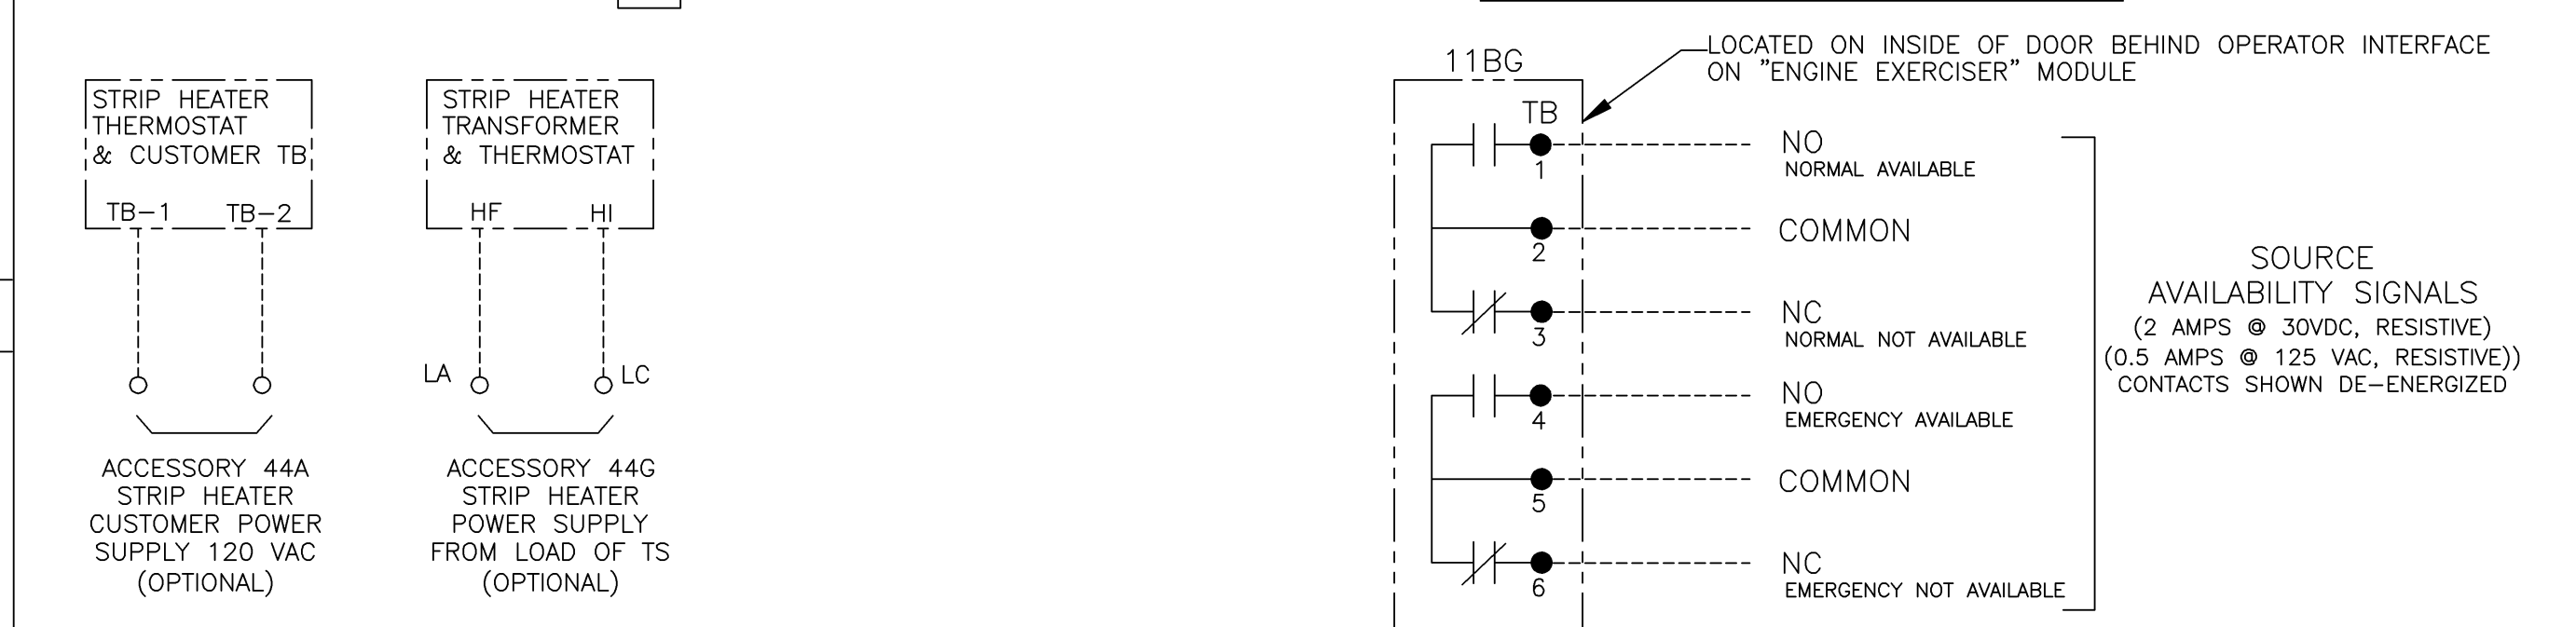 STRIP HEATER
THERMOSTAT
& CUSTOMER TB
TB-1 TB-2
ACCESSORY 44A
STRIP HEATER
CUSTOMER POWER
SUPPLY 120 VAC
(OPTIONAL)
STRIP HEATER
TRANSFORMER
& THERMOSTAT
HF HI
LA LC
ACCESSORY 44G
STRIP HEATER
POWER SUPPLY
FROM LOAD OF TS
(OPTIONAL)
11BG
LOCATED ON INSIDE OF DOOR BEHIND OPERATOR INTERFACE
ON "ENGINE EXERCISER" MODULE
TB
1
NO
NORMAL AVAILABLE
2
COMMON
3
NC
NORMAL NOT AVAILABLE
4
NO
EMERGENCY AVAILABLE
5
COMMON
6
NC
EMERGENCY NOT AVAILABLE
SOURCE
AVAILABILITY SIGNALS
(2 AMPS @ 30VDC, RESISTIVE)
(0.5 AMPS @ 125 VAC, RESISTIVE))
CONTACTS SHOWN DE-ENERGIZED